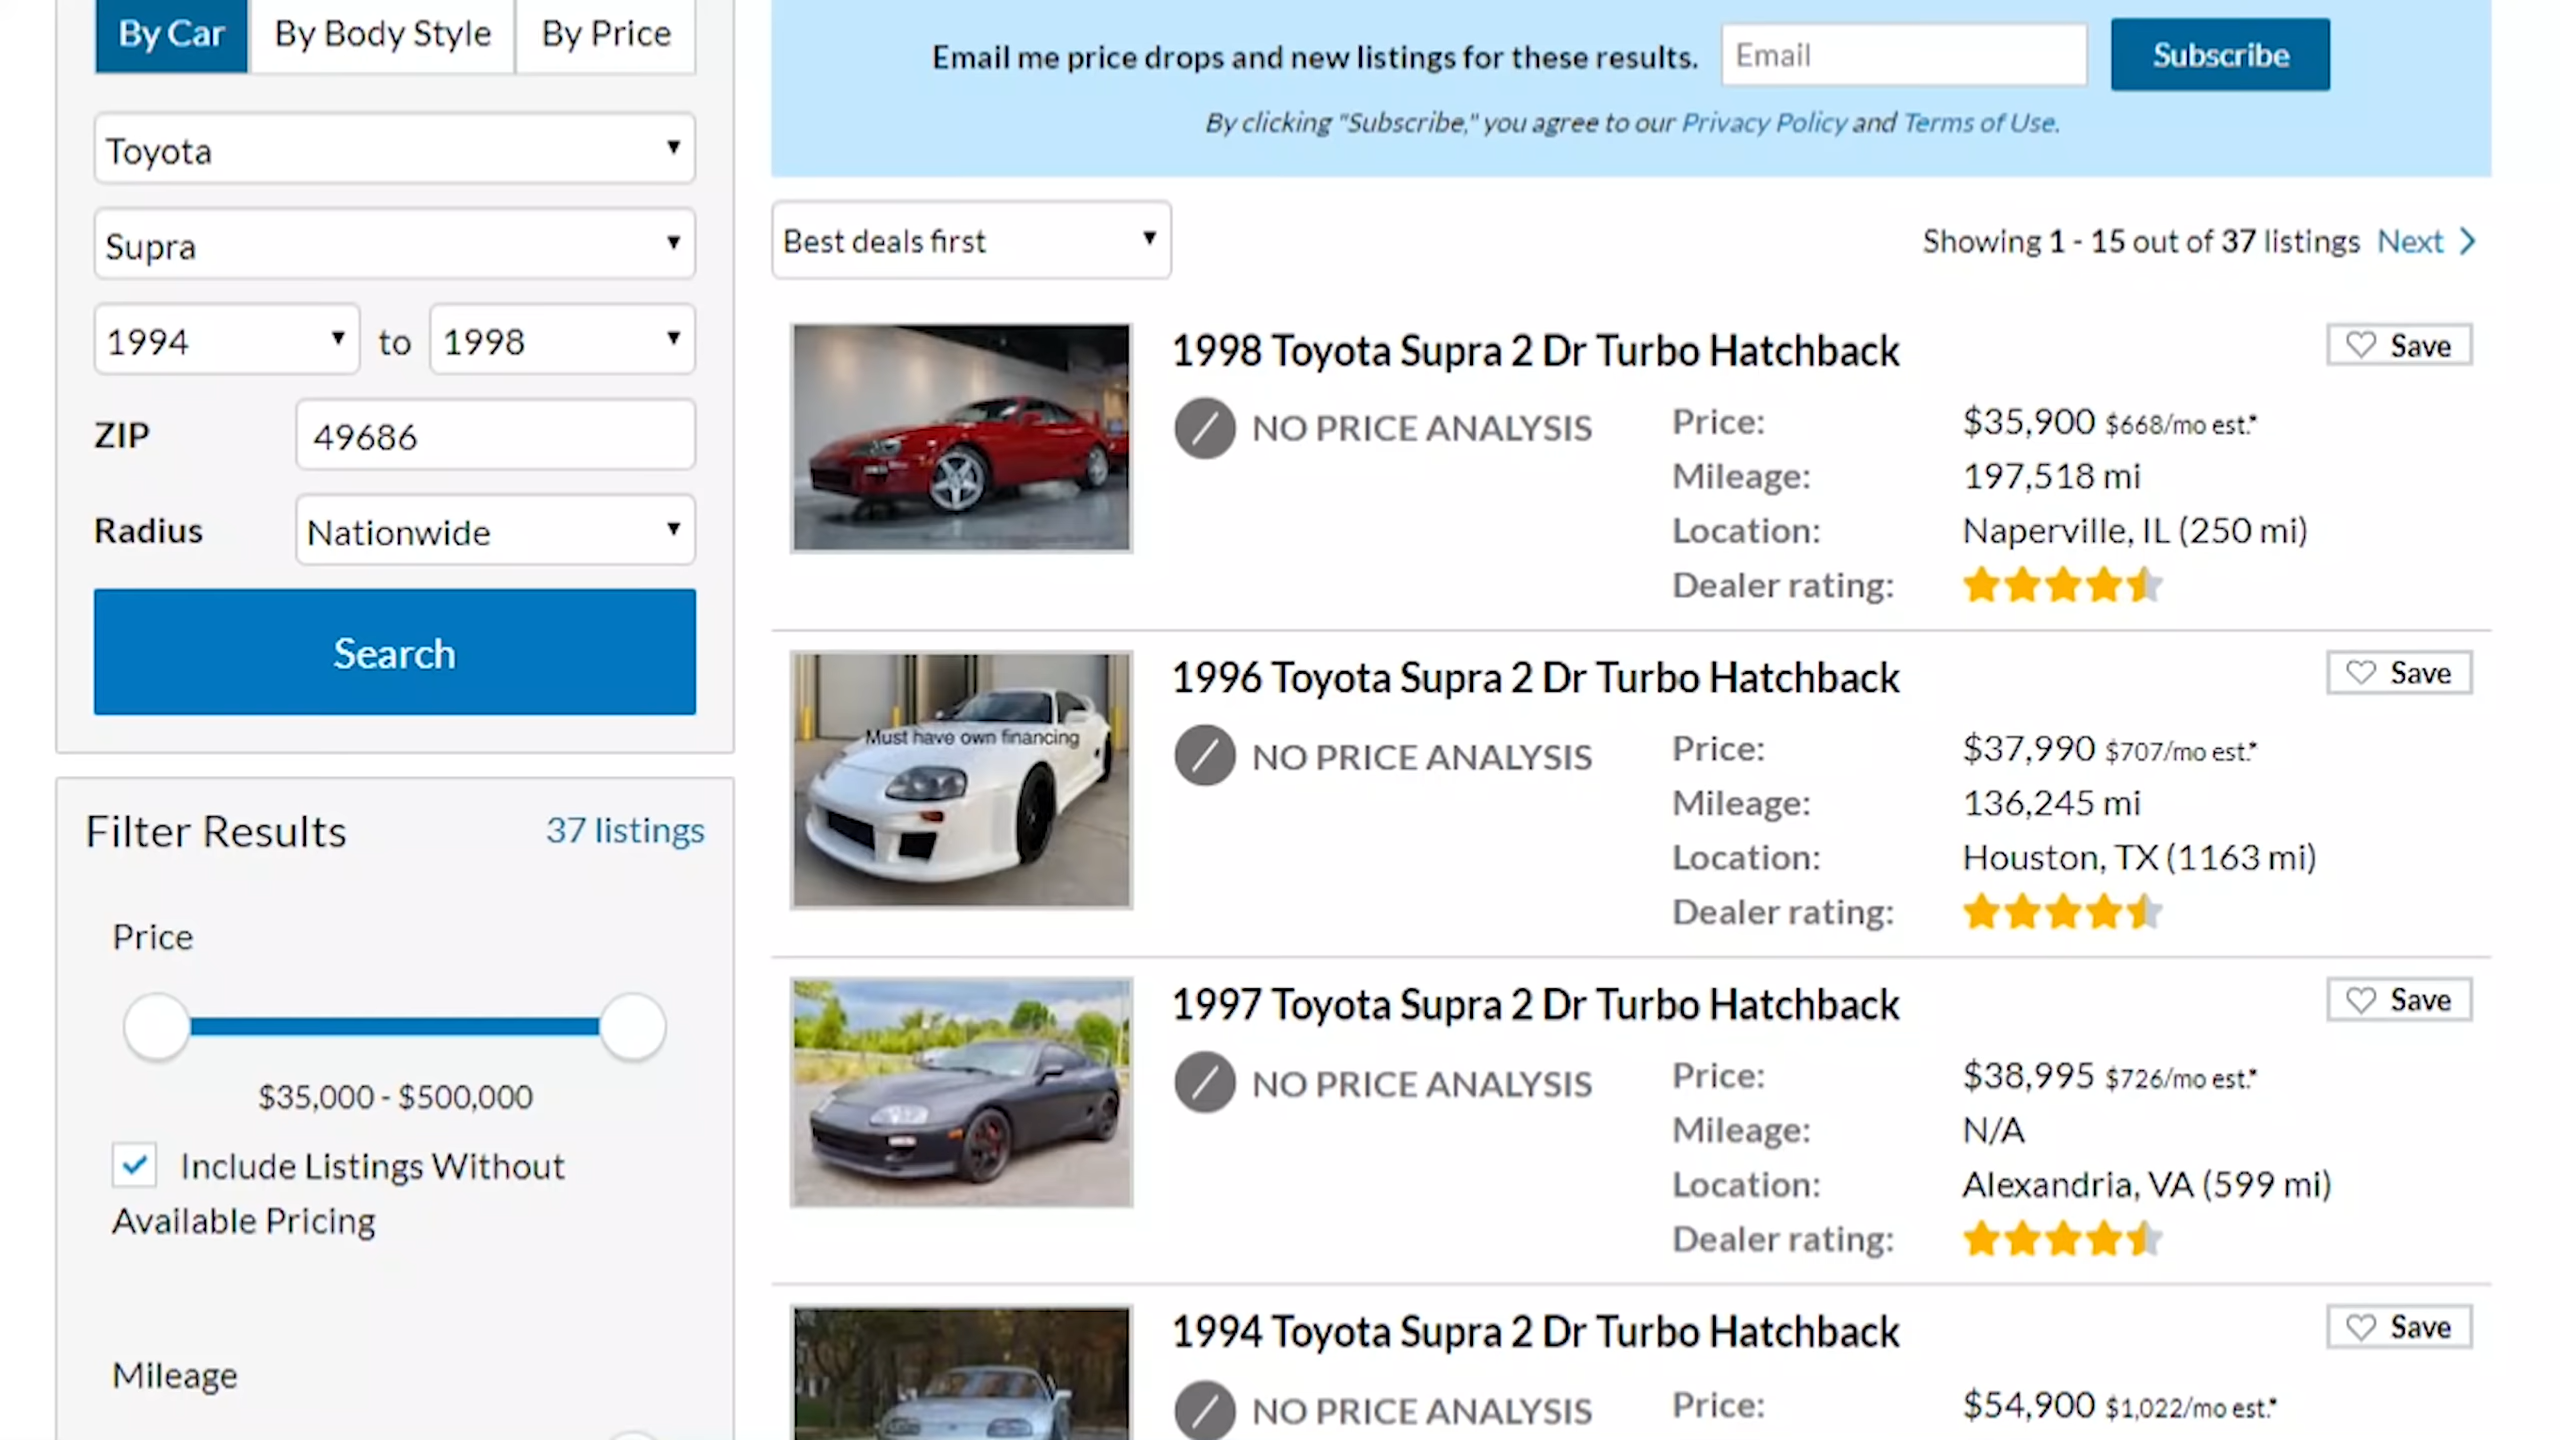 By Car
By Body Style
By Price
Toyota
Supra
1994
to
1998
ZIP
49686
Radius
Nationwide
Search
Filter Results
37 listings
Price
$35,000 - $500,000
Include Listings Without
Available Pricing
Mileage
Email me price drops and new listings for these results.
Email
Subscribe
By clicking "Subscribe," you agree to our Privacy Policy and Terms of Use.
Best deals first
Showing 1 - 15 out of 37 listings
Next
1998 Toyota Supra 2 Dr Turbo Hatchback
Save
NO PRICE ANALYSIS
Price: $35,900 $668/mo est.*
Mileage: 197,518 mi
Location: Naperville, IL (250 mi)
Dealer rating:
1996 Toyota Supra 2 Dr Turbo Hatchback
Save
Must have own financing
NO PRICE ANALYSIS
Price: $37,990 $707/mo est.*
Mileage: 136,245 mi
Location: Houston, TX (1163 mi)
Dealer rating:
1997 Toyota Supra 2 Dr Turbo Hatchback
Save
NO PRICE ANALYSIS
Price: $38,995 $726/mo est.*
Mileage: N/A
Location: Alexandria, VA (599 mi)
Dealer rating:
1994 Toyota Supra 2 Dr Turbo Hatchback
Save
NO PRICE ANALYSIS
Price: $54,900 $1,022/mo est.*